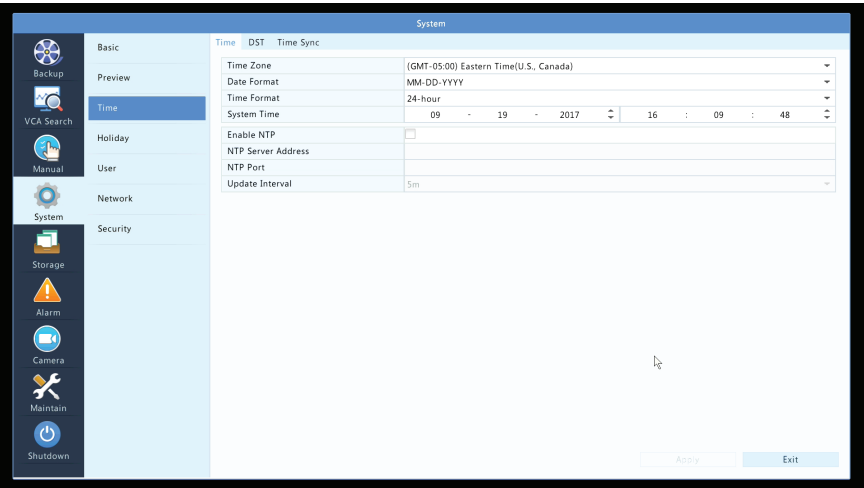 System
Backup
VCA Search
Manual
System
Storage
Alarm
Camera
Maintain
Shutdown
Basic
Preview
Time
Holiday
User
Network
Security
Time DST Time Sync
Time Zone (GMT-05:00) Eastern Time(U.S., Canada)
Date Format MM-DD-YYYY
Time Format 24-hour
System Time 09 - 19 - 2017 16 : 09 : 48
Enable NTP
NTP Server Address
NTP Port
Update Interval 5m
Apply Exit